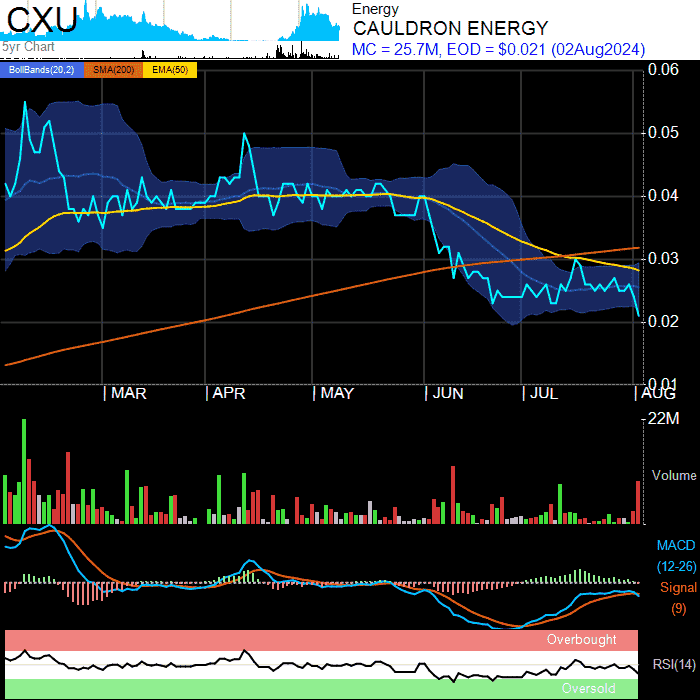 CXU
5yr Chart
Energy
CAULDRON ENERGY
MC = 25.7M, EOD = $0.021 (02Aug2024)
BollBands(20,2) SMA(200) EMA(50)
0.06
0.05
0.04
0.03
0.02
0.01
MAR APR MAY JUN JUL AUG
22M
Volume
MACD
(12-26)
Signal
(9)
Overbought
RSI(14)
Oversold